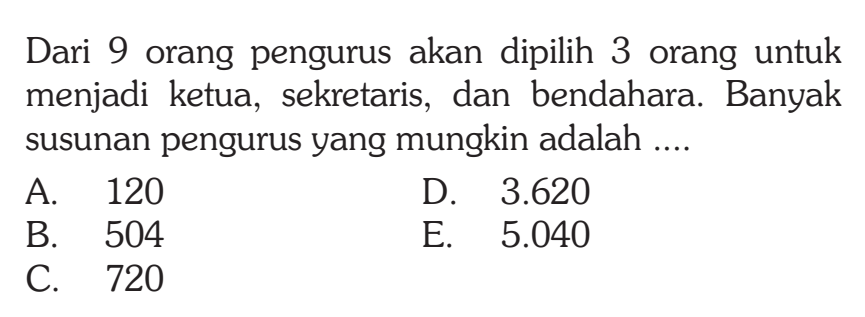 Dari 9 orang pengurus akan dipilih 3 orang untuk
menjadi ketua, sekretaris, dan bendahara. Banyak
susunan pengurus yang mungkin adalah ....
A. 120 D. 3.620
B. 504 E. 5.040
C. 720